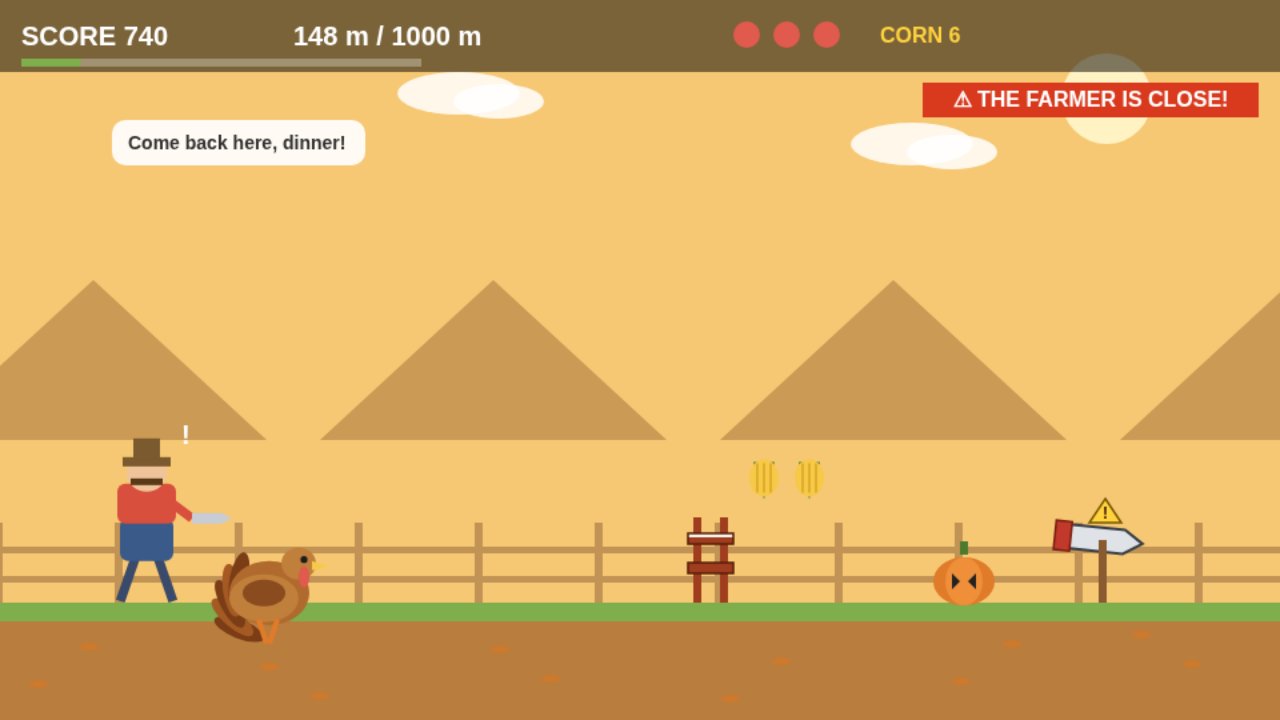 SCORE 740
148 m / 1000 m
CORN 6
⚠ THE FARMER IS CLOSE!
Come back here, dinner!
!
!